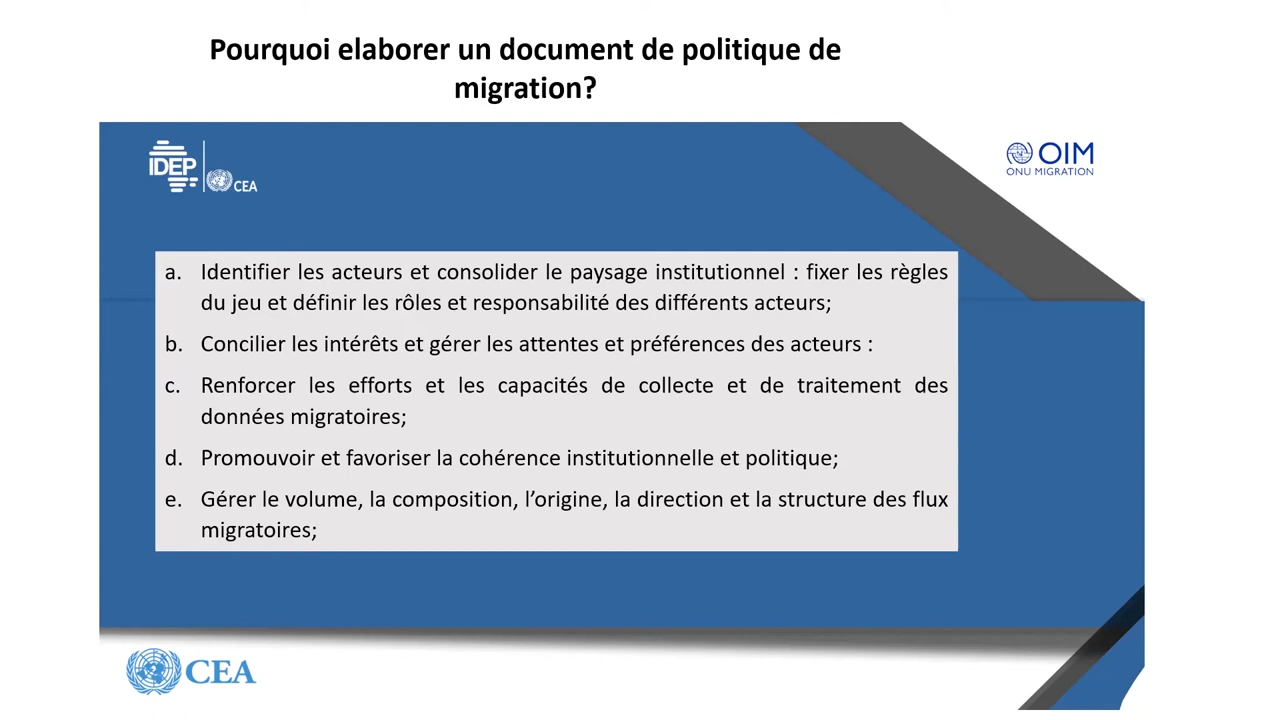 Pourquoi elaborer un document de politique de
migration?
IDEP
CEA
OIM
ONU MIGRATION
a. Identifier les acteurs et consolider le paysage institutionnel : fixer les règles
du jeu et définir les rôles et responsabilité des différents acteurs;
b. Concilier les intérêts et gérer les attentes et préférences des acteurs :
c. Renforcer les efforts et les capacités de collecte et de traitement des
données migratoires;
d. Promouvoir et favoriser la cohérence institutionnelle et politique;
e. Gérer le volume, la composition, l’origine, la direction et la structure des flux
migratoires;
CEA